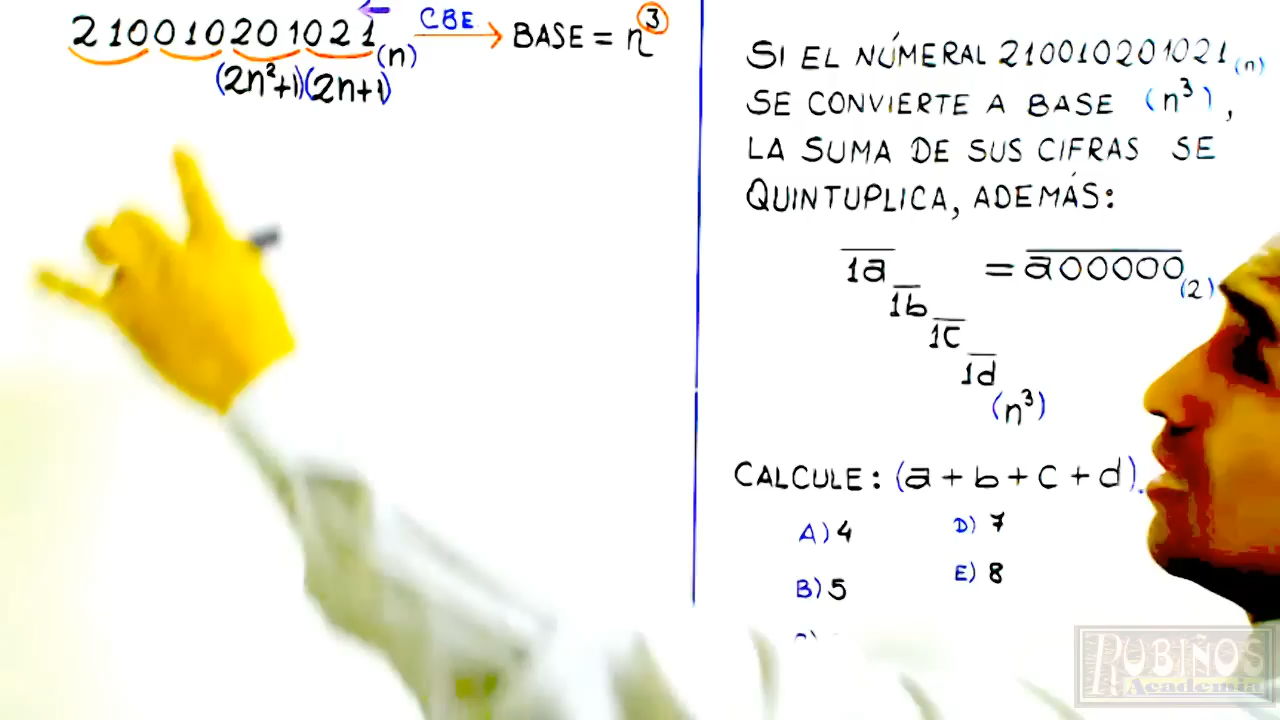 210010201021(n) CBE BASE = n³
(2n²+1)(2n+1)
SI EL NÚMERAL 210010201021(n)
SE CONVIERTE A BASE (n³),
LA SUMA DE SUS CIFRAS SE
QUINTUPLICA, ADEMÁS:
1a = a00000(2)
1b
1c
1d
(n³)
CALCULE: (a + b + c + d).
A) 4 D) 7
B) 5 E) 8
RUBIÑOS
Academia